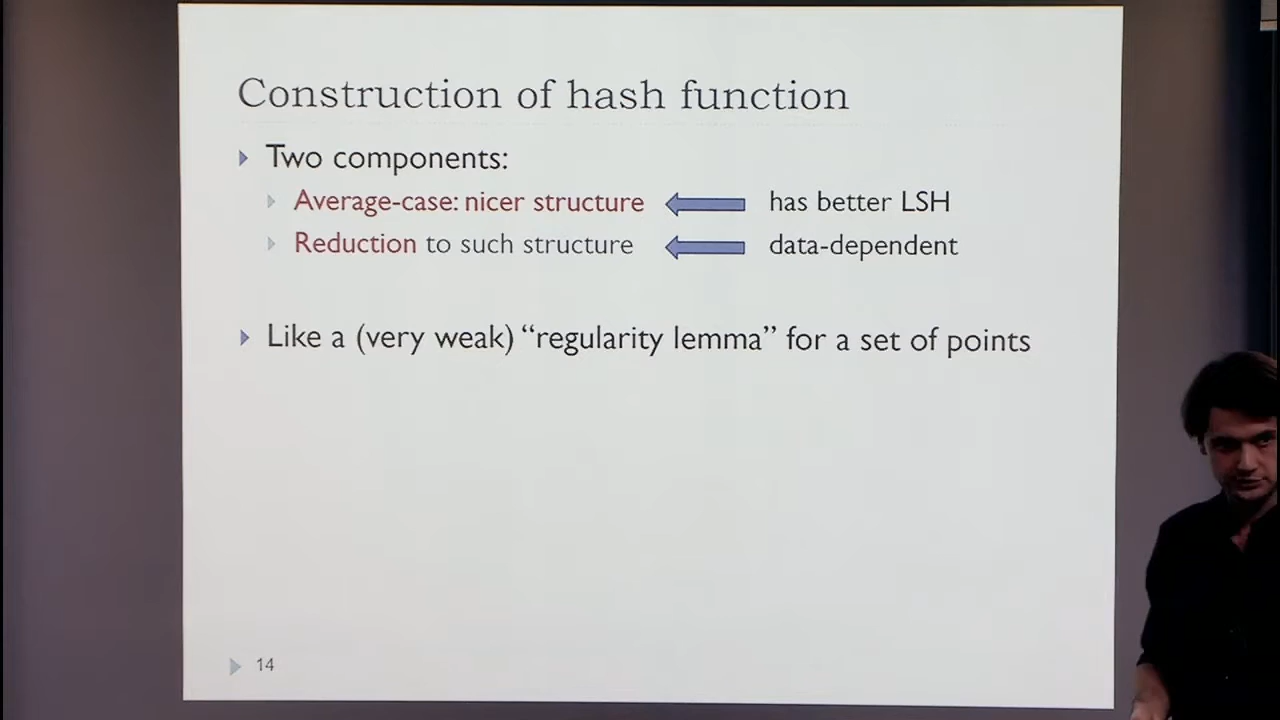 Construction of hash function
Two components:
Average-case: nicer structure has better LSH
Reduction to such structure data-dependent
Like a (very weak) “regularity lemma” for a set of points
14